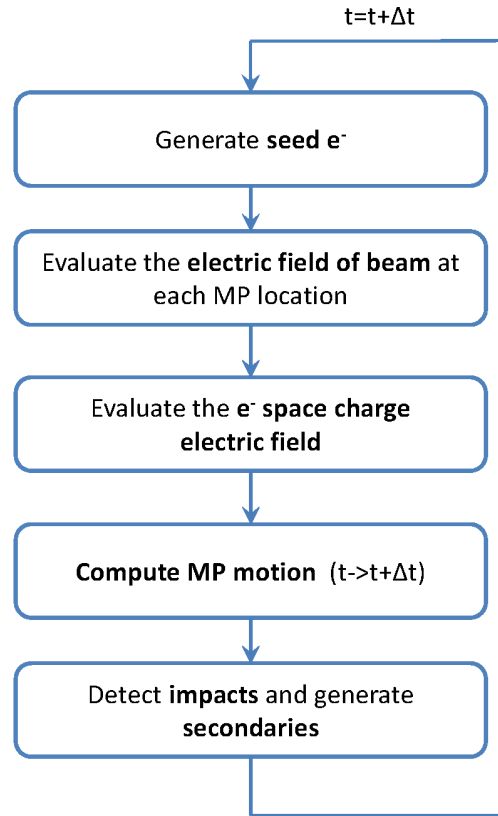 t=t+Δt
Generate seed e⁻
Evaluate the electric field of beam at
each MP location
Evaluate the e⁻ space charge
electric field
Compute MP motion (t->t+Δt)
Detect impacts and generate
secondaries